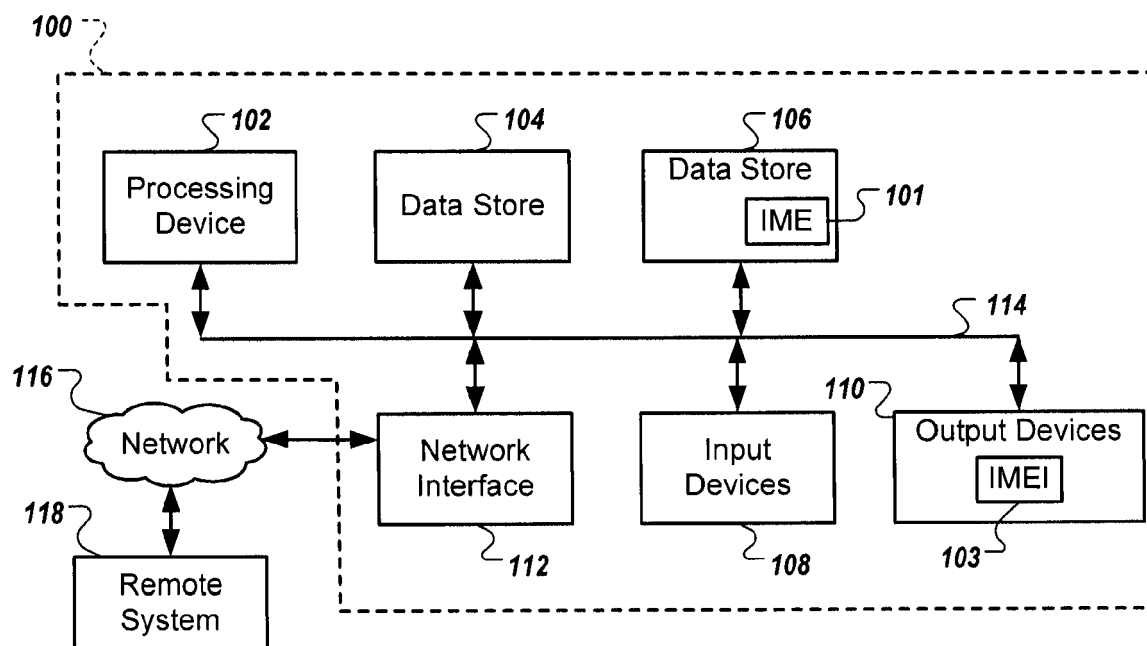 100
102
104
106
Processing
Device
Data Store
Data Store
IME
101
114
116
110
Network
Network
Interface
Input
Devices
Output Devices
IMEI
118
112
108
103
Remote
System